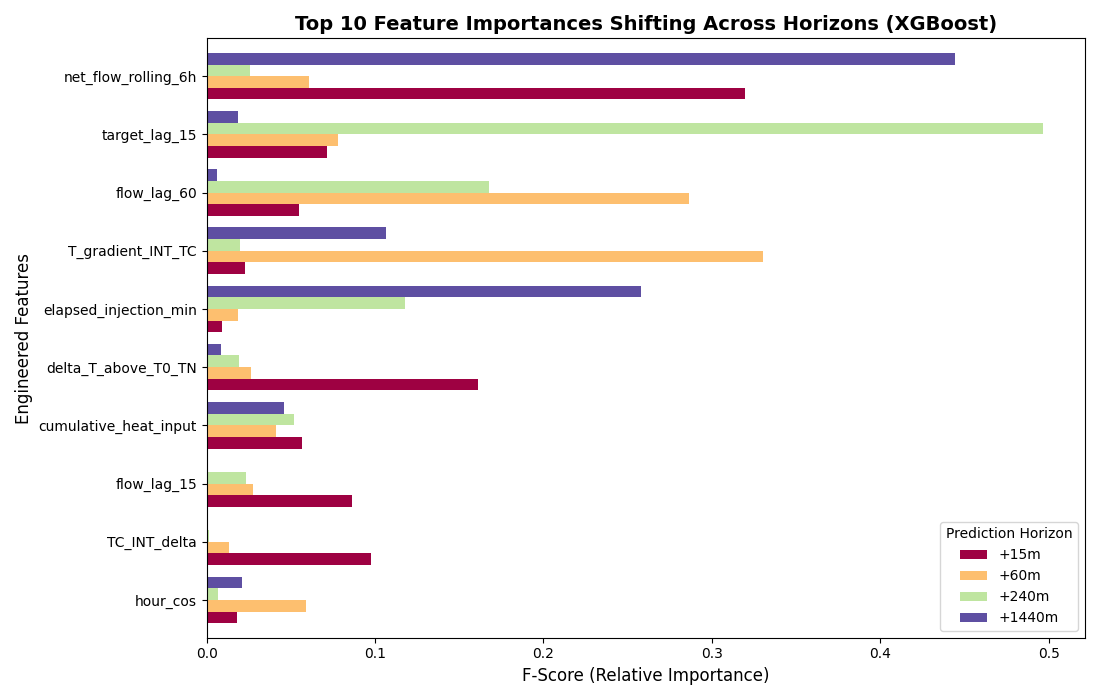 Top 10 Feature Importances Shifting Across Horizons (XGBoost)
Engineered Features
net_flow_rolling_6h
target_lag_15
flow_lag_60
T_gradient_INT_TC
elapsed_injection_min
delta_T_above_T0_TN
cumulative_heat_input
flow_lag_15
TC_INT_delta
hour_cos
Prediction Horizon
+15m
+60m
+240m
+1440m
0.0 0.1 0.2 0.3 0.4 0.5
F-Score (Relative Importance)